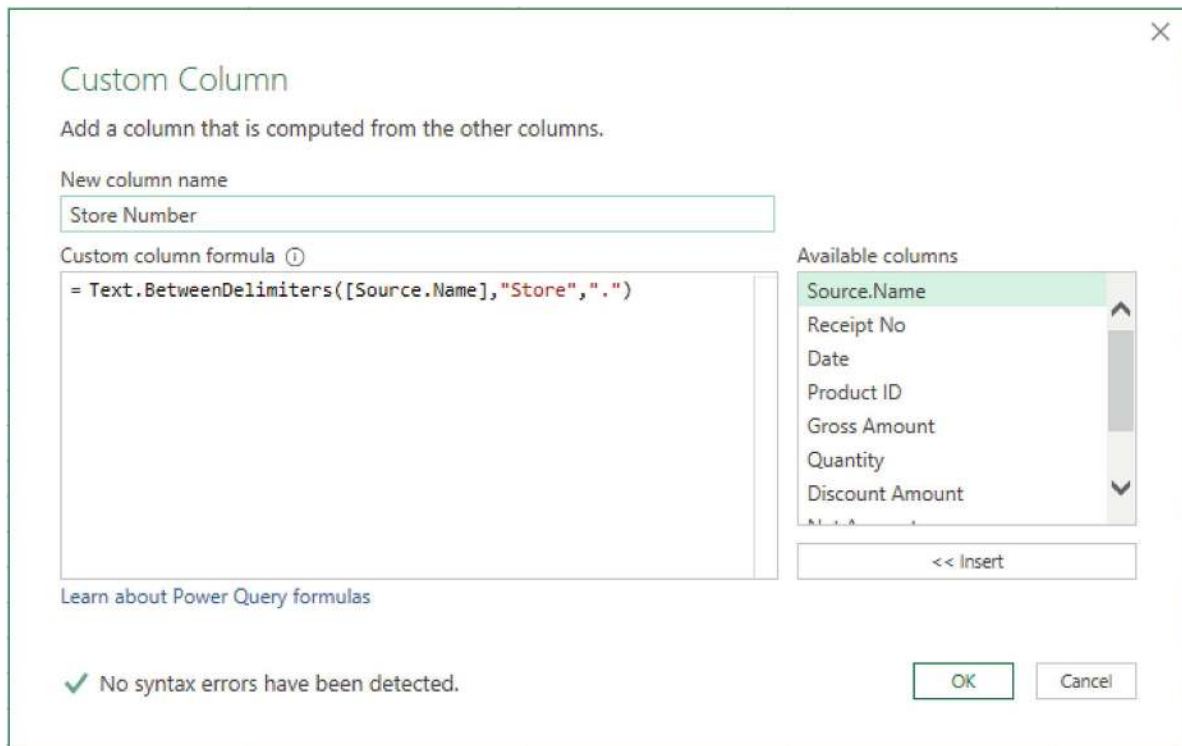 Custom Column
Add a column that is computed from the other columns.
New column name
Store Number
Custom column formula
= Text.BetweenDelimiters([Source.Name],"Store",".")
Available columns
Source.Name
Receipt No
Date
Product ID
Gross Amount
Quantity
Discount Amount
<< Insert
Learn about Power Query formulas
No syntax errors have been detected.
OK
Cancel